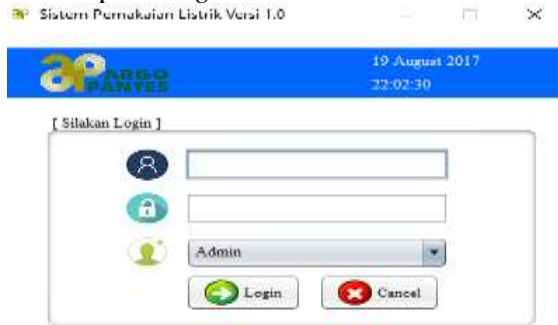 Sistem Pemakaian Listrik Versi 1.0
19 August 2017
ARGO
PANTES
22:02:30
[ Silakan Login ]
Admin
Login
Cancel